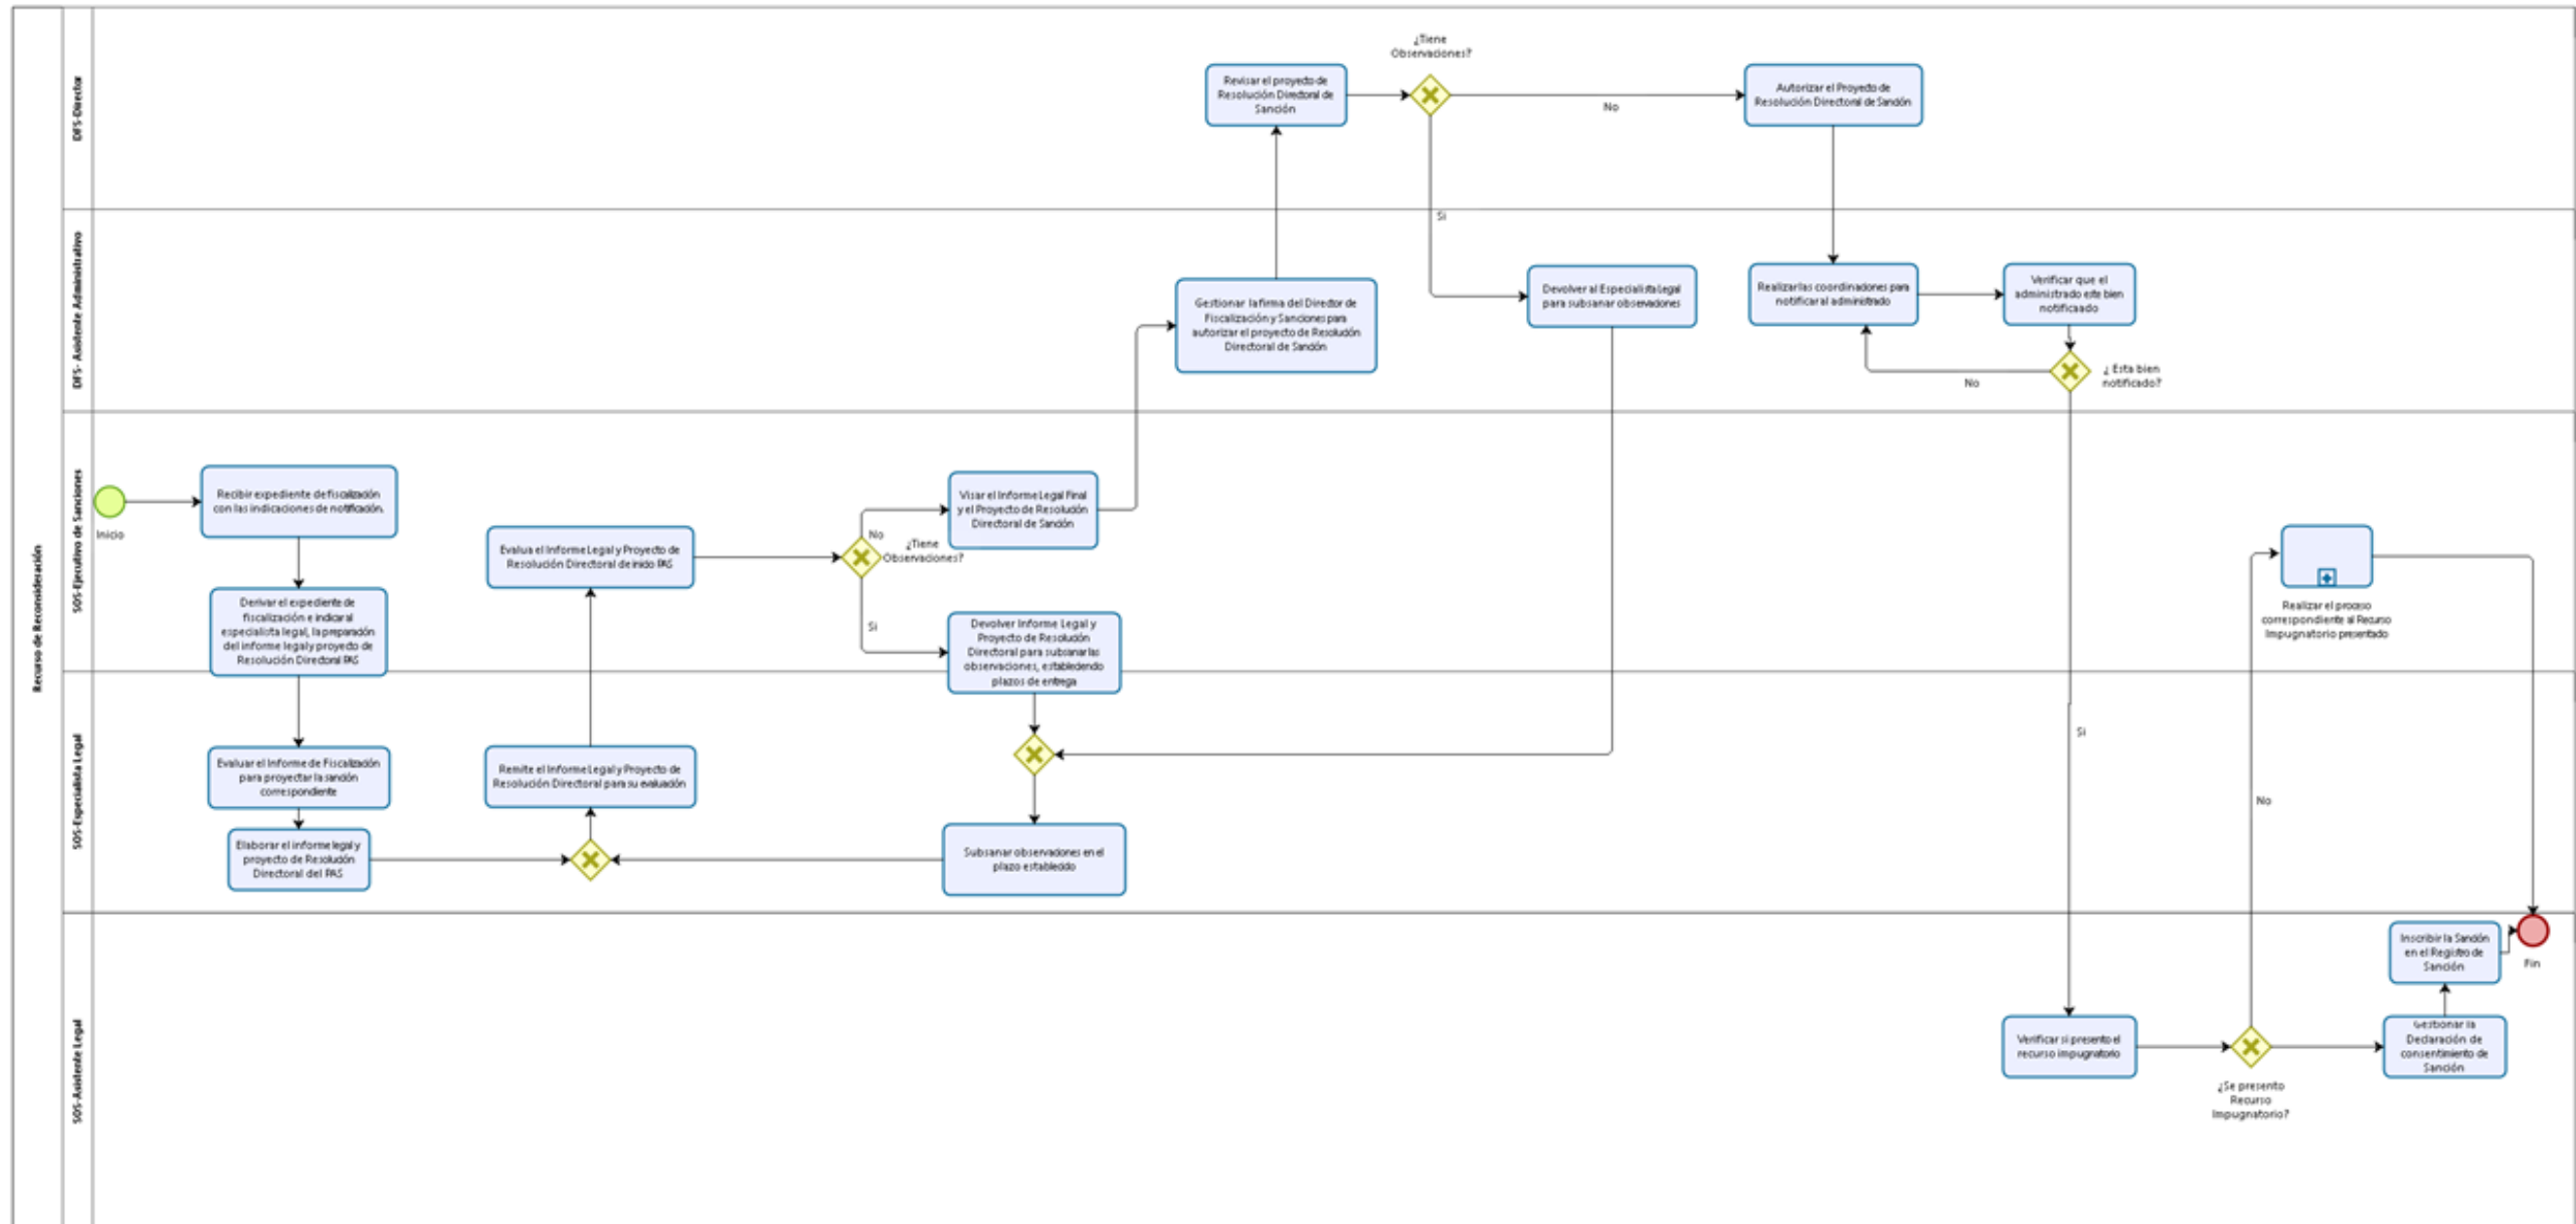 Recurso de Reconsideración
DFS-Director
Revisar el proyecto de
Resolución Directoral de
Sanción
¿Tiene
Observaciones?
No
Si
Autorizar el Proyecto de
Resolución Directoral de Sanción
DFS- Asistente Administrativo
Gestionar la firma del Director de
Fiscalización y Sanciones para
autorizar el proyecto de Resolución
Directoral de Sanción
Devolver al Especialista Legal
para subsanar observaciones
Realizar las coordinaciones para
notificar al administrado
Verificar que el
administrado este bien
notificaado
¿ Esta bien
notificado?
No
Si
SOS-Ejecutivo de Sanciones
Inicio
Recibir expediente de fiscalización
con las indicaciones de notificación.
Derivar el expediente de
fiscalización e indicar al
especialista legal, la preparación
del informe legal y proyecto de
Resolución Directoral PAS
Evalua el Informe Legal y Proyecto de
Resolución Directoral de inicio PAS
¿Tiene
Observaciones?
No
Si
Visar el Informe Legal Final
y el Proyecto de Resolución
Directoral de Sanción
Devolver Informe Legal y
Proyecto de Resolución
Directoral para subsanar las
observaciones, estableciendo
plazos de entrega
Realizar el proceso
correspondiente al Recurso
Impugnatorio presentado
SOS-Especialista Legal
Evaluar el Informe de Fiscalización
para proyectar la sanción
correspondiente
Elaborar el informe legal y
proyecto de Resolución
Directoral del PAS
Remite el Informe Legal y Proyecto de
Resolución Directoral para su evaluación
Subsanar observaciones en el
plazo establecido
SOS-Asistente Legal
Verificar si presento el
recurso impugnatorio
¿Se presento
Recurso
Impugnatorio?
No
Gestionar la
Declaración de
consentimiento de
Sanción
Inscribir la Sanción
en el Registro de
Sanción
Fin